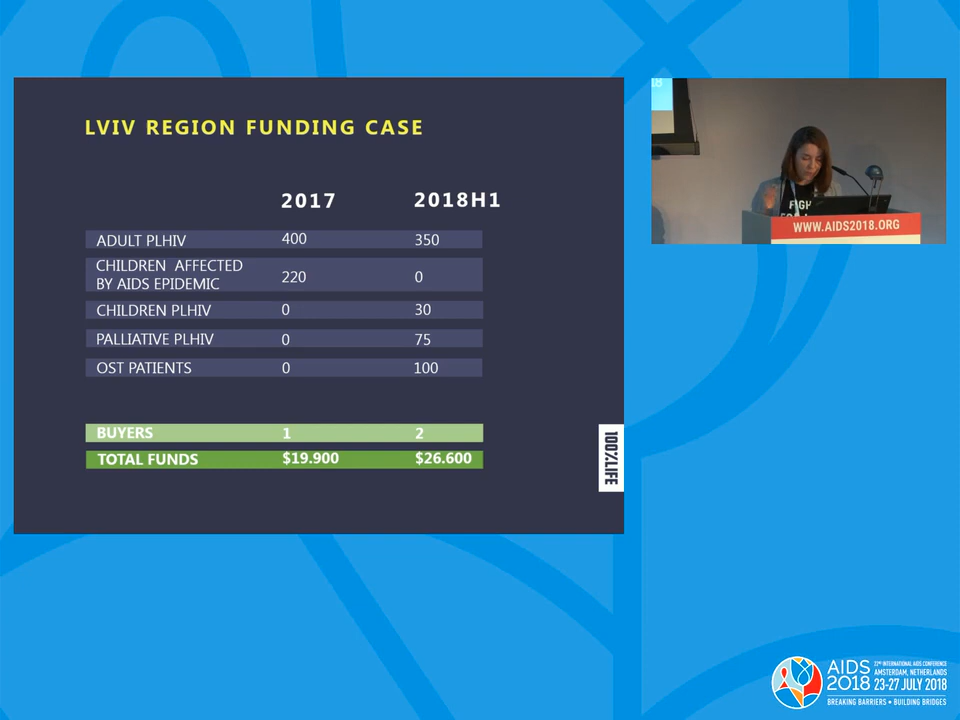 LVIV REGION FUNDING CASE
2017 2018H1
ADULT PLHIV 400 350
CHILDREN AFFECTED
BY AIDS EPIDEMIC 220 0
CHILDREN PLHIV 0 30
PALLIATIVE PLHIV 0 75
OST PATIENTS 0 100
BUYERS 1 2
TOTAL FUNDS $19.900 $26.600
100%LIFE
18
FIGH
WWW.AIDS2018.ORG
AIDS
2018
22ND INTERNATIONAL AIDS CONFERENCE
AMSTERDAM, NETHERLANDS
23-27 JULY 2018
BREAKING BARRIERS • BUILDING BRIDGES